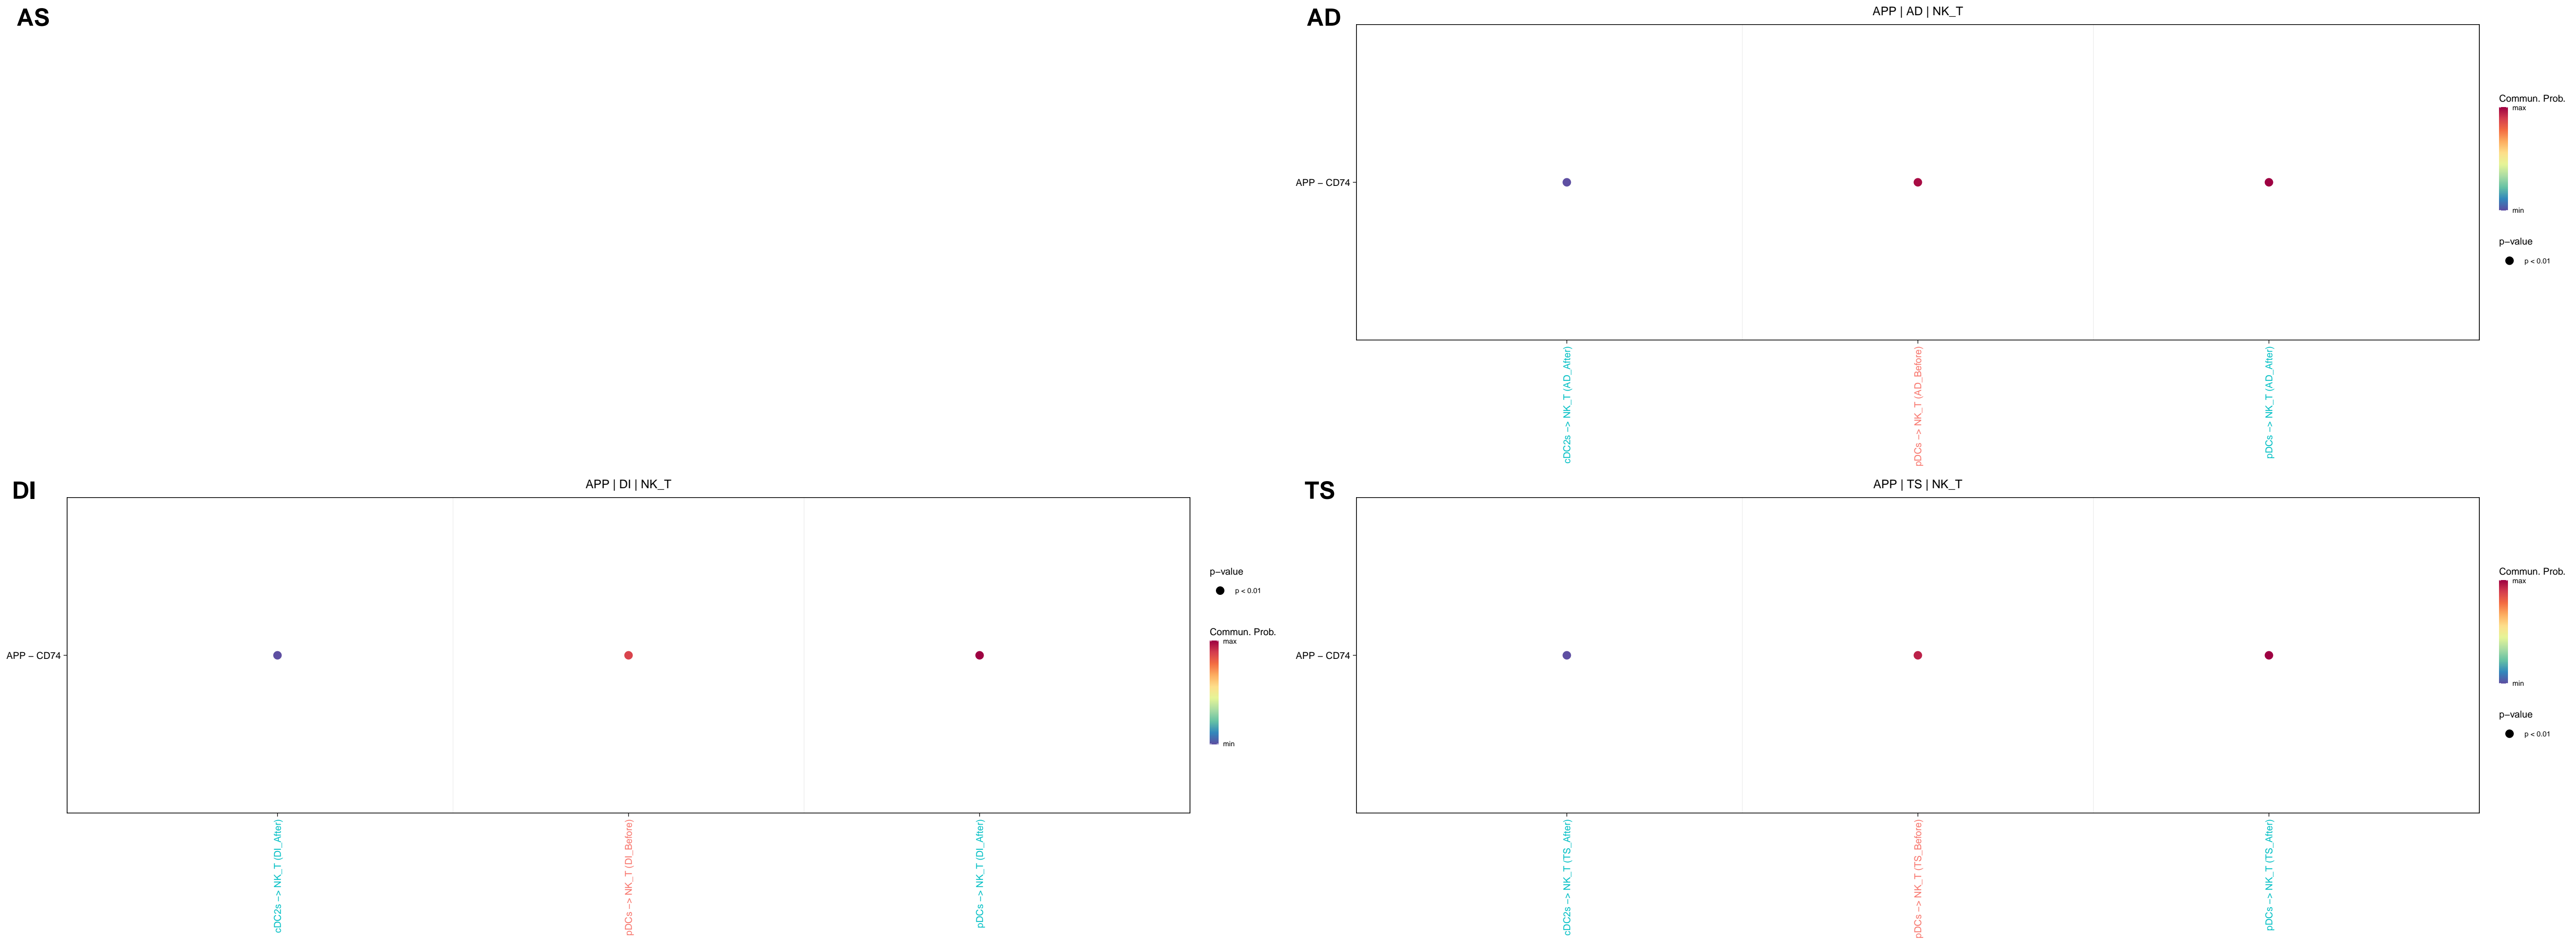 AS
AD
APP | AD | NK_T
APP – CD74
cDC2s –> NK_T (AD_After)
pDCs –> NK_T (AD_Before)
pDCs –> NK_T (AD_After)
Commun. Prob.
max
min
p–value
p < 0.01
DI
APP | DI | NK_T
APP – CD74
cDC2s –> NK_T (DI_After)
pDCs –> NK_T (DI_Before)
pDCs –> NK_T (DI_After)
p–value
p < 0.01
Commun. Prob.
max
min
TS
APP | TS | NK_T
APP – CD74
cDC2s –> NK_T (TS_After)
pDCs –> NK_T (TS_Before)
pDCs –> NK_T (TS_After)
Commun. Prob.
max
min
p–value
p < 0.01